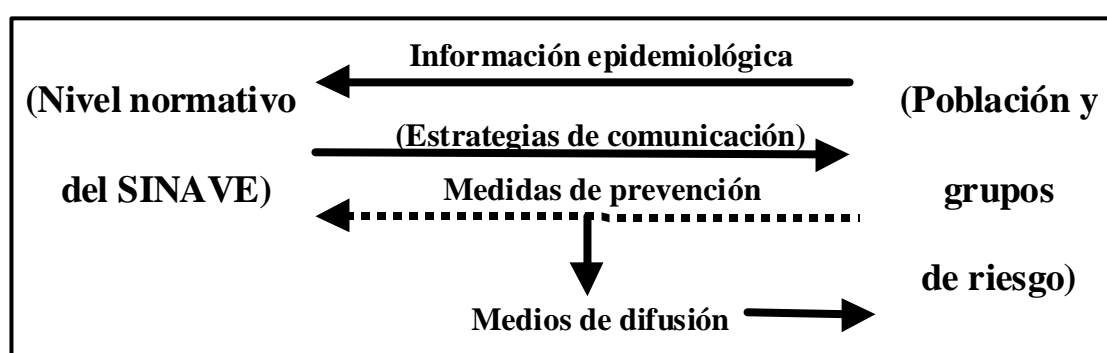 Información epidemiológica
(Nivel normativo
del SINAVE)
(Estrategias de comunicación)
Medidas de prevención
Medios de difusión
(Población y
grupos
de riesgo)